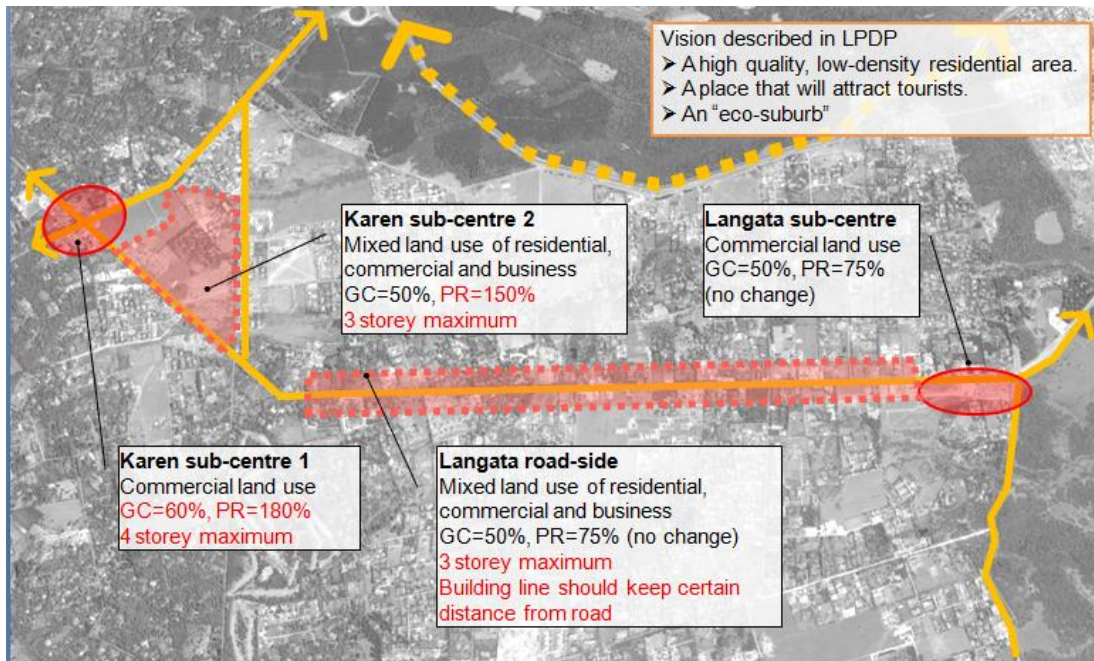 Vision described in LPDP
➤ A high quality, low-density residential area.
➤ A place that will attract tourists.
➤ An “eco-suburb”
Karen sub-centre 2
Mixed land use of residential,
commercial and business
GC=50%, PR=150%
3 storey maximum
Langata sub-centre
Commercial land use
GC=50%, PR=75%
(no change)
Karen sub-centre 1
Commercial land use
GC=60%, PR=180%
4 storey maximum
Langata road-side
Mixed land use of residential,
commercial and business
GC=50%, PR=75% (no change)
3 storey maximum
Building line should keep certain
distance from road